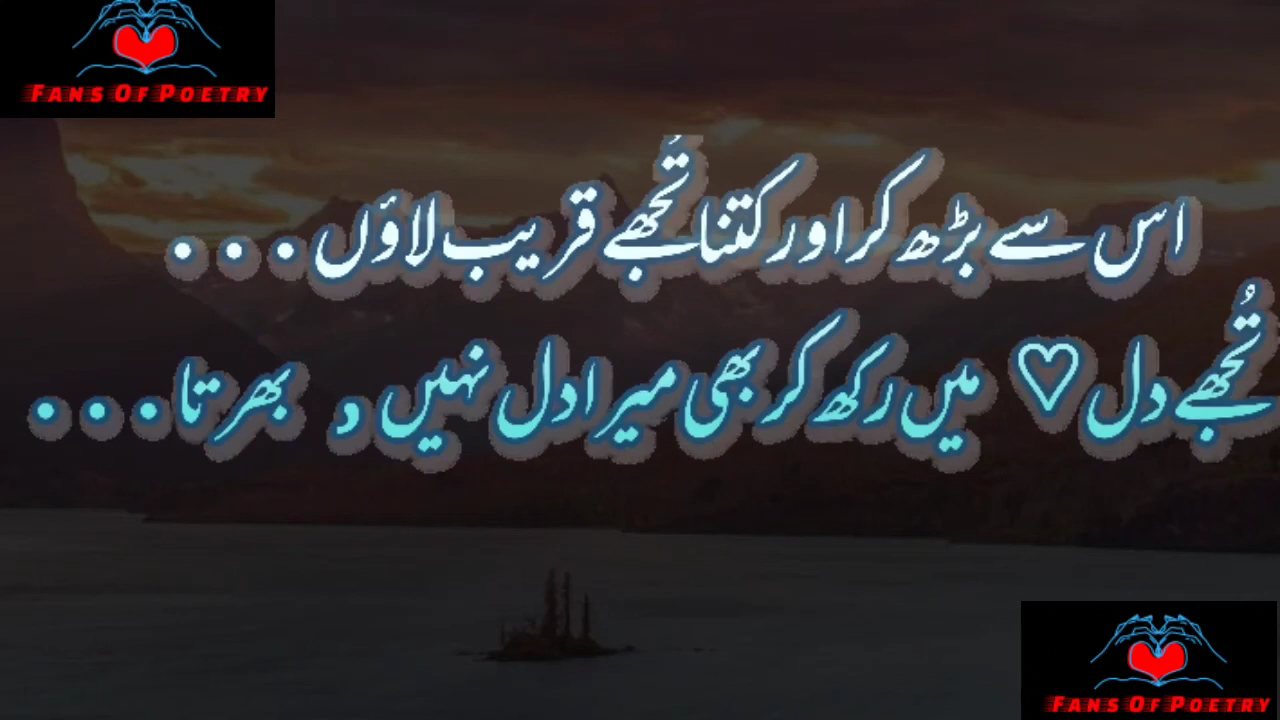 Fans Of Poetry
اس سے بڑھ کر اور کتنا تُجھے قریب لاؤں . . .
تُجھے دل ♡ میں رکھ کر بھی میرا دل نہیں و بھرتا . . .
Fans Of Poetry